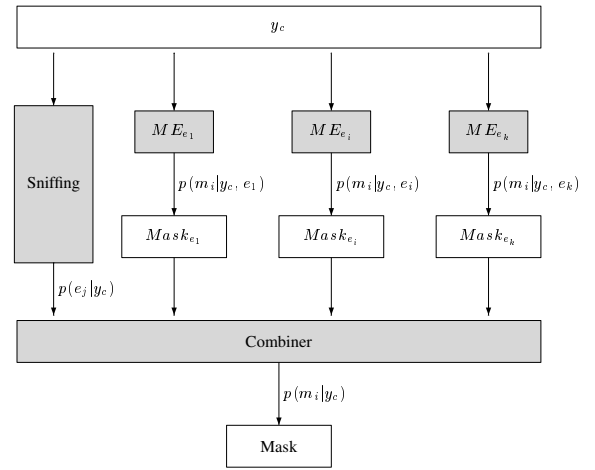 y_c
ME_{e_1} ME_{e_i} ME_{e_k}
Sniffing
p(m_i|y_c, e_1) p(m_i|y_c, e_i) p(m_i|y_c, e_k)
Mask_{e_1} Mask_{e_i} Mask_{e_k}
p(e_j|y_c)
Combiner
p(m_i|y_c)
Mask